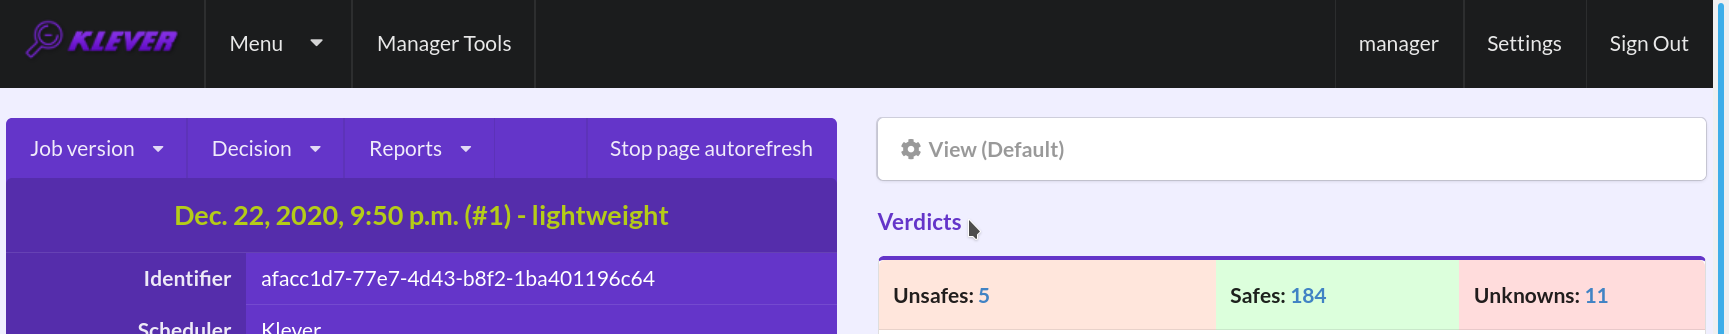 KLEVER Menu Manager Tools manager Settings Sign Out
Job version Decision Reports Stop page autorefresh
Dec. 22, 2020, 9:50 p.m. (#1) - lightweight
Identifier afacc1d7-77e7-4d43-b8f2-1ba401196c64
Scheduler Klever
View (Default)
Verdicts
Unsafes: 5 Safes: 184 Unknowns: 11